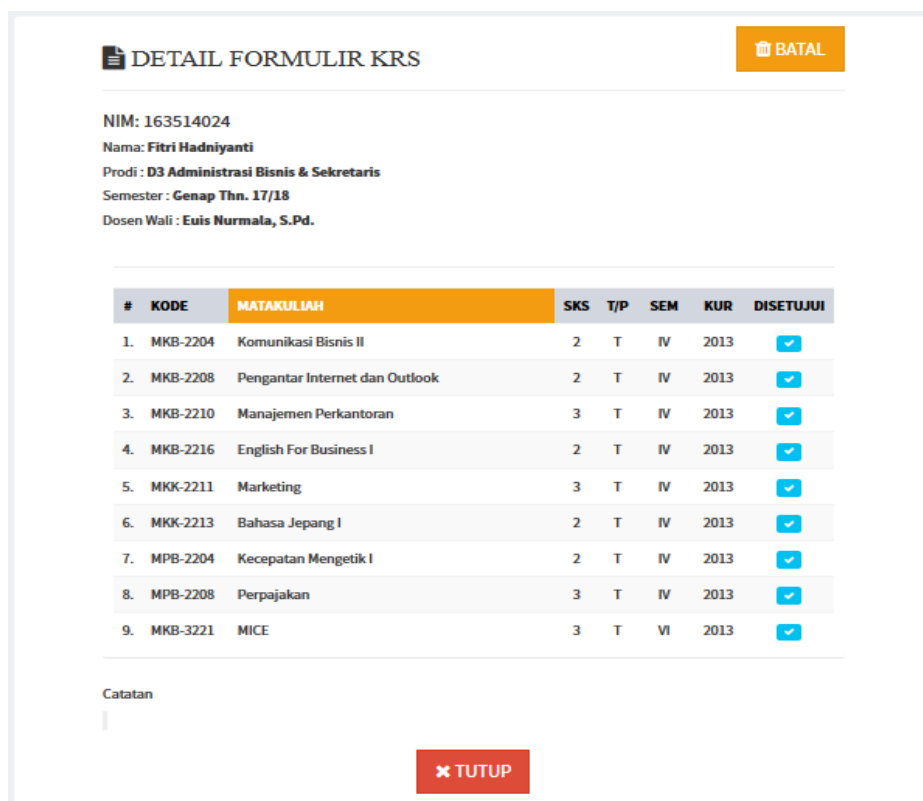 DETAIL FORMULIR KRS
BATAL
NIM: 163514024
Nama: Fitri Hadniyanti
Prodi : D3 Administrasi Bisnis & Sekretaris
Semester : Genap Thn. 17/18
Dosen Wali : Euis Nurmala, S.Pd.
# KODE MATAKULIAH SKS T/P SEM KUR DISETUJUI
1. MKB-2204 Komunikasi Bisnis II 2 T IV 2013
2. MKB-2208 Pengantar Internet dan Outlook 2 T IV 2013
3. MKB-2210 Manajemen Perkantoran 3 T IV 2013
4. MKB-2216 English For Business I 2 T IV 2013
5. MKK-2211 Marketing 3 T IV 2013
6. MKK-2213 Bahasa Jepang I 2 T IV 2013
7. MPB-2204 Kecepatan Mengetik I 2 T IV 2013
8. MPB-2208 Perpajakan 3 T IV 2013
9. MKB-3221 MICE 3 T VI 2013
Catatan
TUTUP